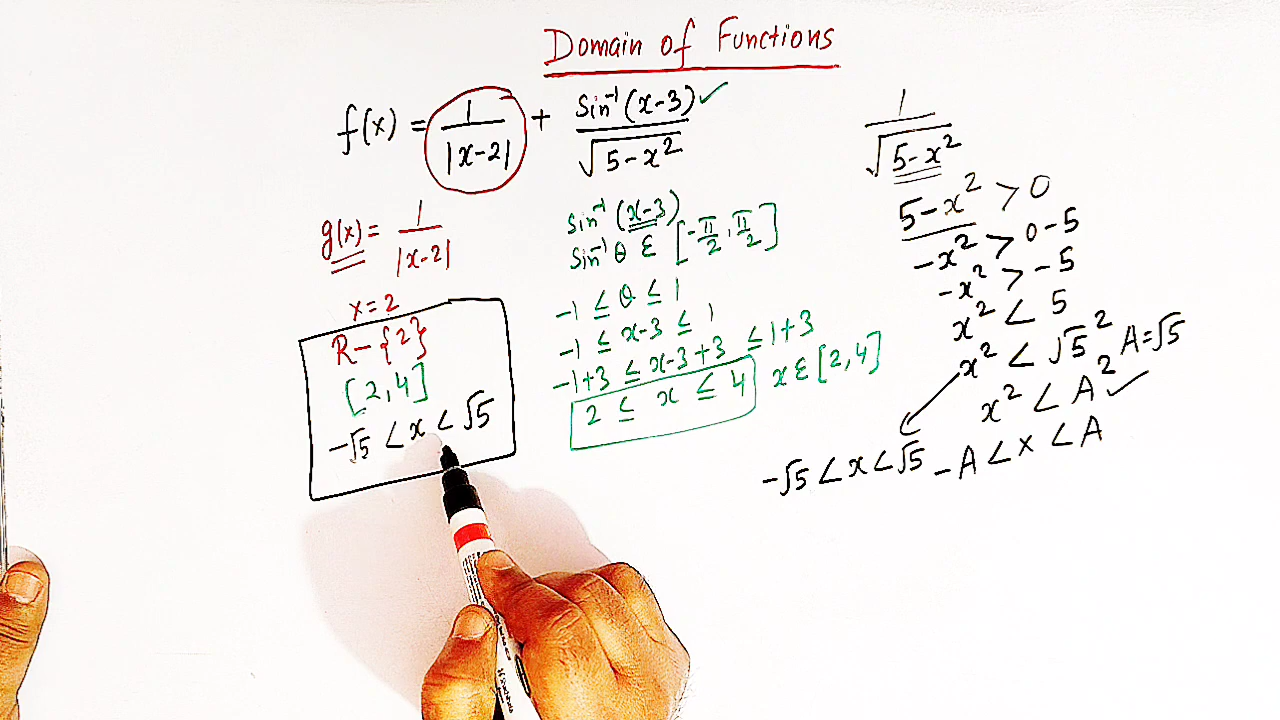 Domain of Functions
f(x) = 1/|x-2| + Sin⁻¹(x-3)/√5-x² ✓
g(x) = 1/|x-2|
x=2
R-{2}
[2,4]
-√5 < x < √5
Sin⁻¹(x-3)
Sin⁻¹θ ε [-π/2, π/2]
-1 ≤ θ ≤ 1
-1 ≤ x-3 ≤ 1
-1+3 ≤ x-3+3 ≤ 1+3
2 ≤ x ≤ 4 x ε [2,4]
1/√5-x²
5-x² > 0
-x² > 0-5
-x² > -5
x² < 5
x² < √5² A=√5
x² < A² ✓
-√5 < x < √5 -A < x < A